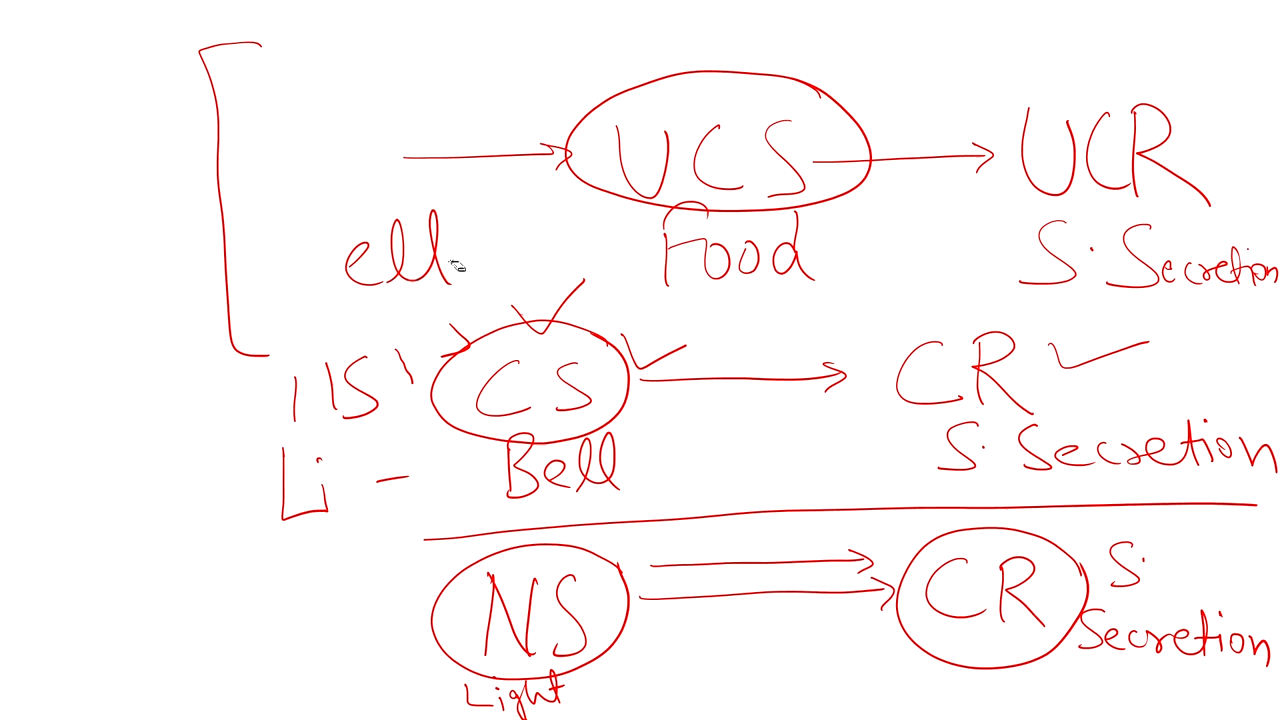 UCS UCR
ell Food S. Secretion
CS CR
Bell S. Secretion
NS CR S.
Secretion
Light